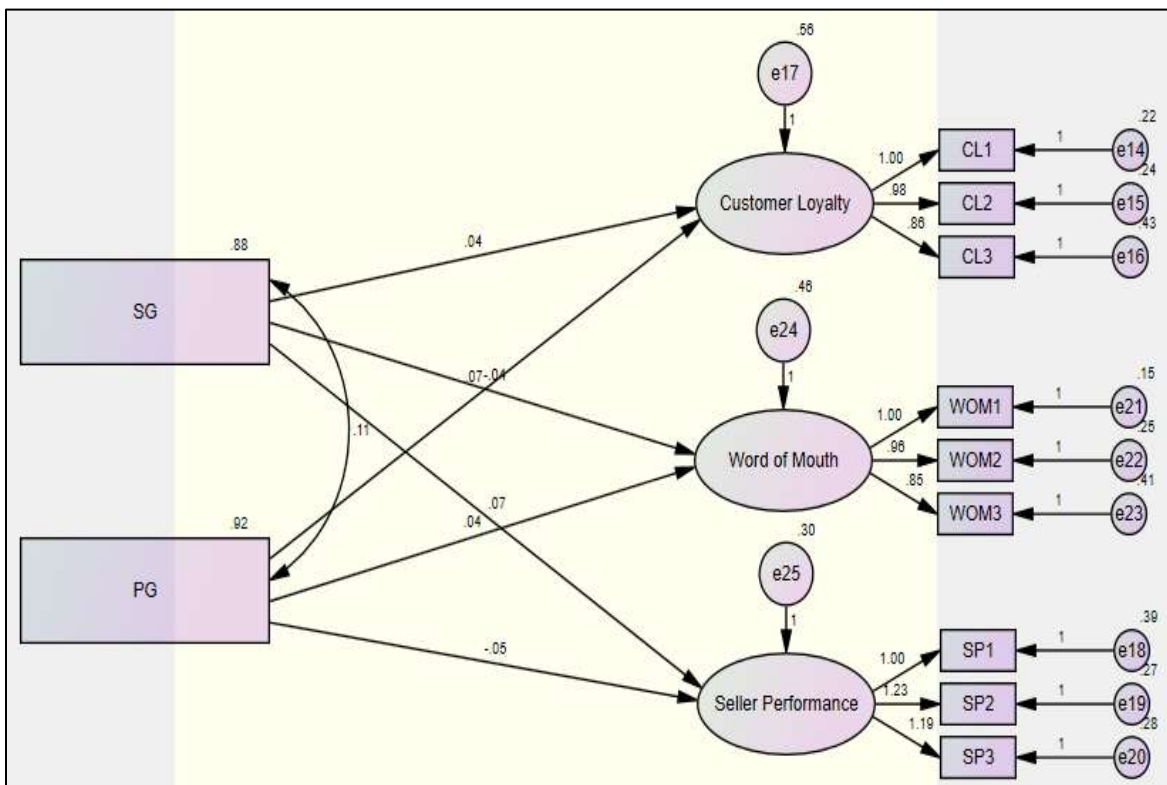 .56
e17
1
.22
1.00
CL1
1
e14
.24
.98
CL2
1
e15
Customer Loyalty
.43
.86
CL3
1
e16
.88
.04
SG
.46
e24
1
.07
-.04
.15
1.00
WOM1
1
e21
.11
.25
.96
WOM2
1
e22
Word of Mouth
.41
.85
WOM3
1
e23
.92
.04
.07
PG
.30
e25
1
-.05
.39
1.00
SP1
1
e18
.27
1.23
SP2
1
e19
Seller Performance
.28
1.19
SP3
1
e20